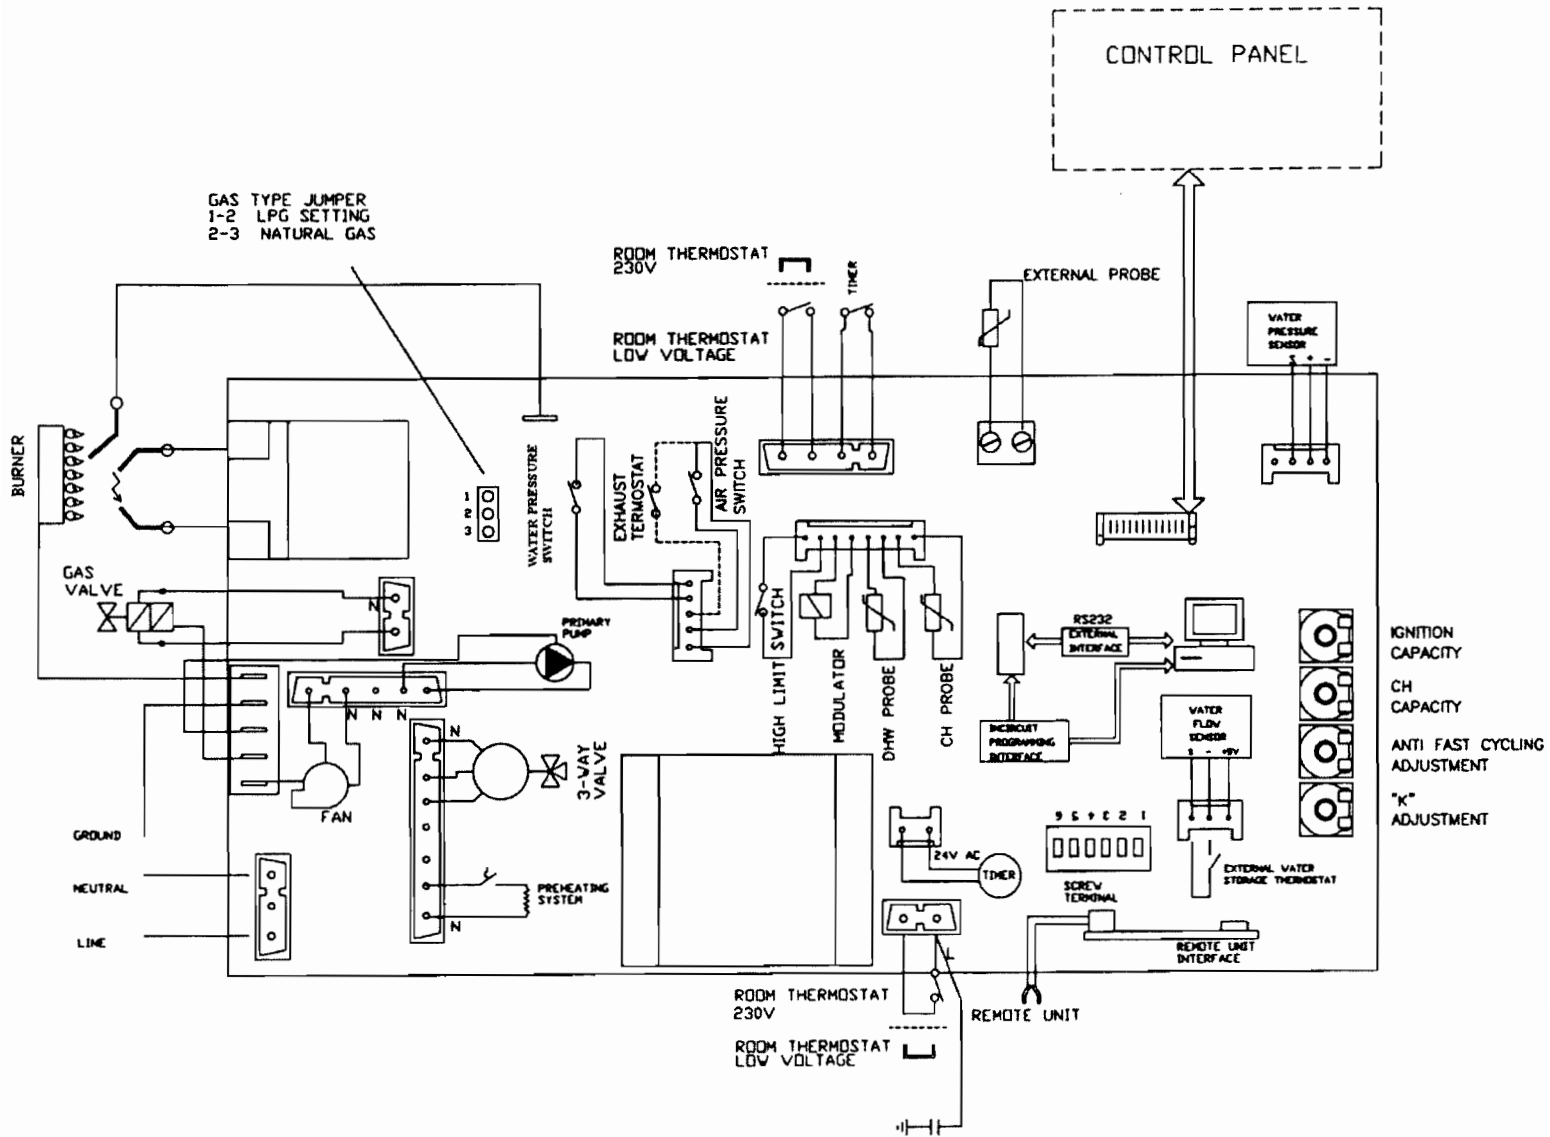 CONTROL PANEL
GAS TYPE JUMPER
1-2 LPG SETTING
2-3 NATURAL GAS
ROOM THERMOSTAT
230V
TIMER
EXTERNAL PROBE
ROOM THERMOSTAT
LOW VOLTAGE
WATER
PRESSURE
SENSOR
S + -
BURNER
1
2
3
WATER PRESSURE
SWITCH
EXHAUST
TERMOSTAT
AIR PRESSURE
SWITCH
GAS
VALVE
N
PRIMARY
PUMP
HIGH LIMIT SWITCH
MODULATOR
DHW PROBE
CH PROBE
RS232
EXTERNAL
INTERFACE
INCIRCUIT
PROGRAMMING
INTERFACE
WATER
FLOW
SENSOR
S - +5V
IGNITION
CAPACITY
CH
CAPACITY
ANTI FAST CYCLING
ADJUSTMENT
"K"
ADJUSTMENT
N N N
N
3-WAY
VALVE
FAN
GROUND
NEUTRAL
LINE
PREHEATING
SYSTEM
N
24V AC
TIMER
6 5 4 3 2 1
SCREW
TERMINAL
EXTERNAL WATER
STORAGE THERMOSTAT
REMOTE UNIT
INTERFACE
L
ROOM THERMOSTAT
230V
REMOTE UNIT
ROOM THERMOSTAT
LOW VOLTAGE